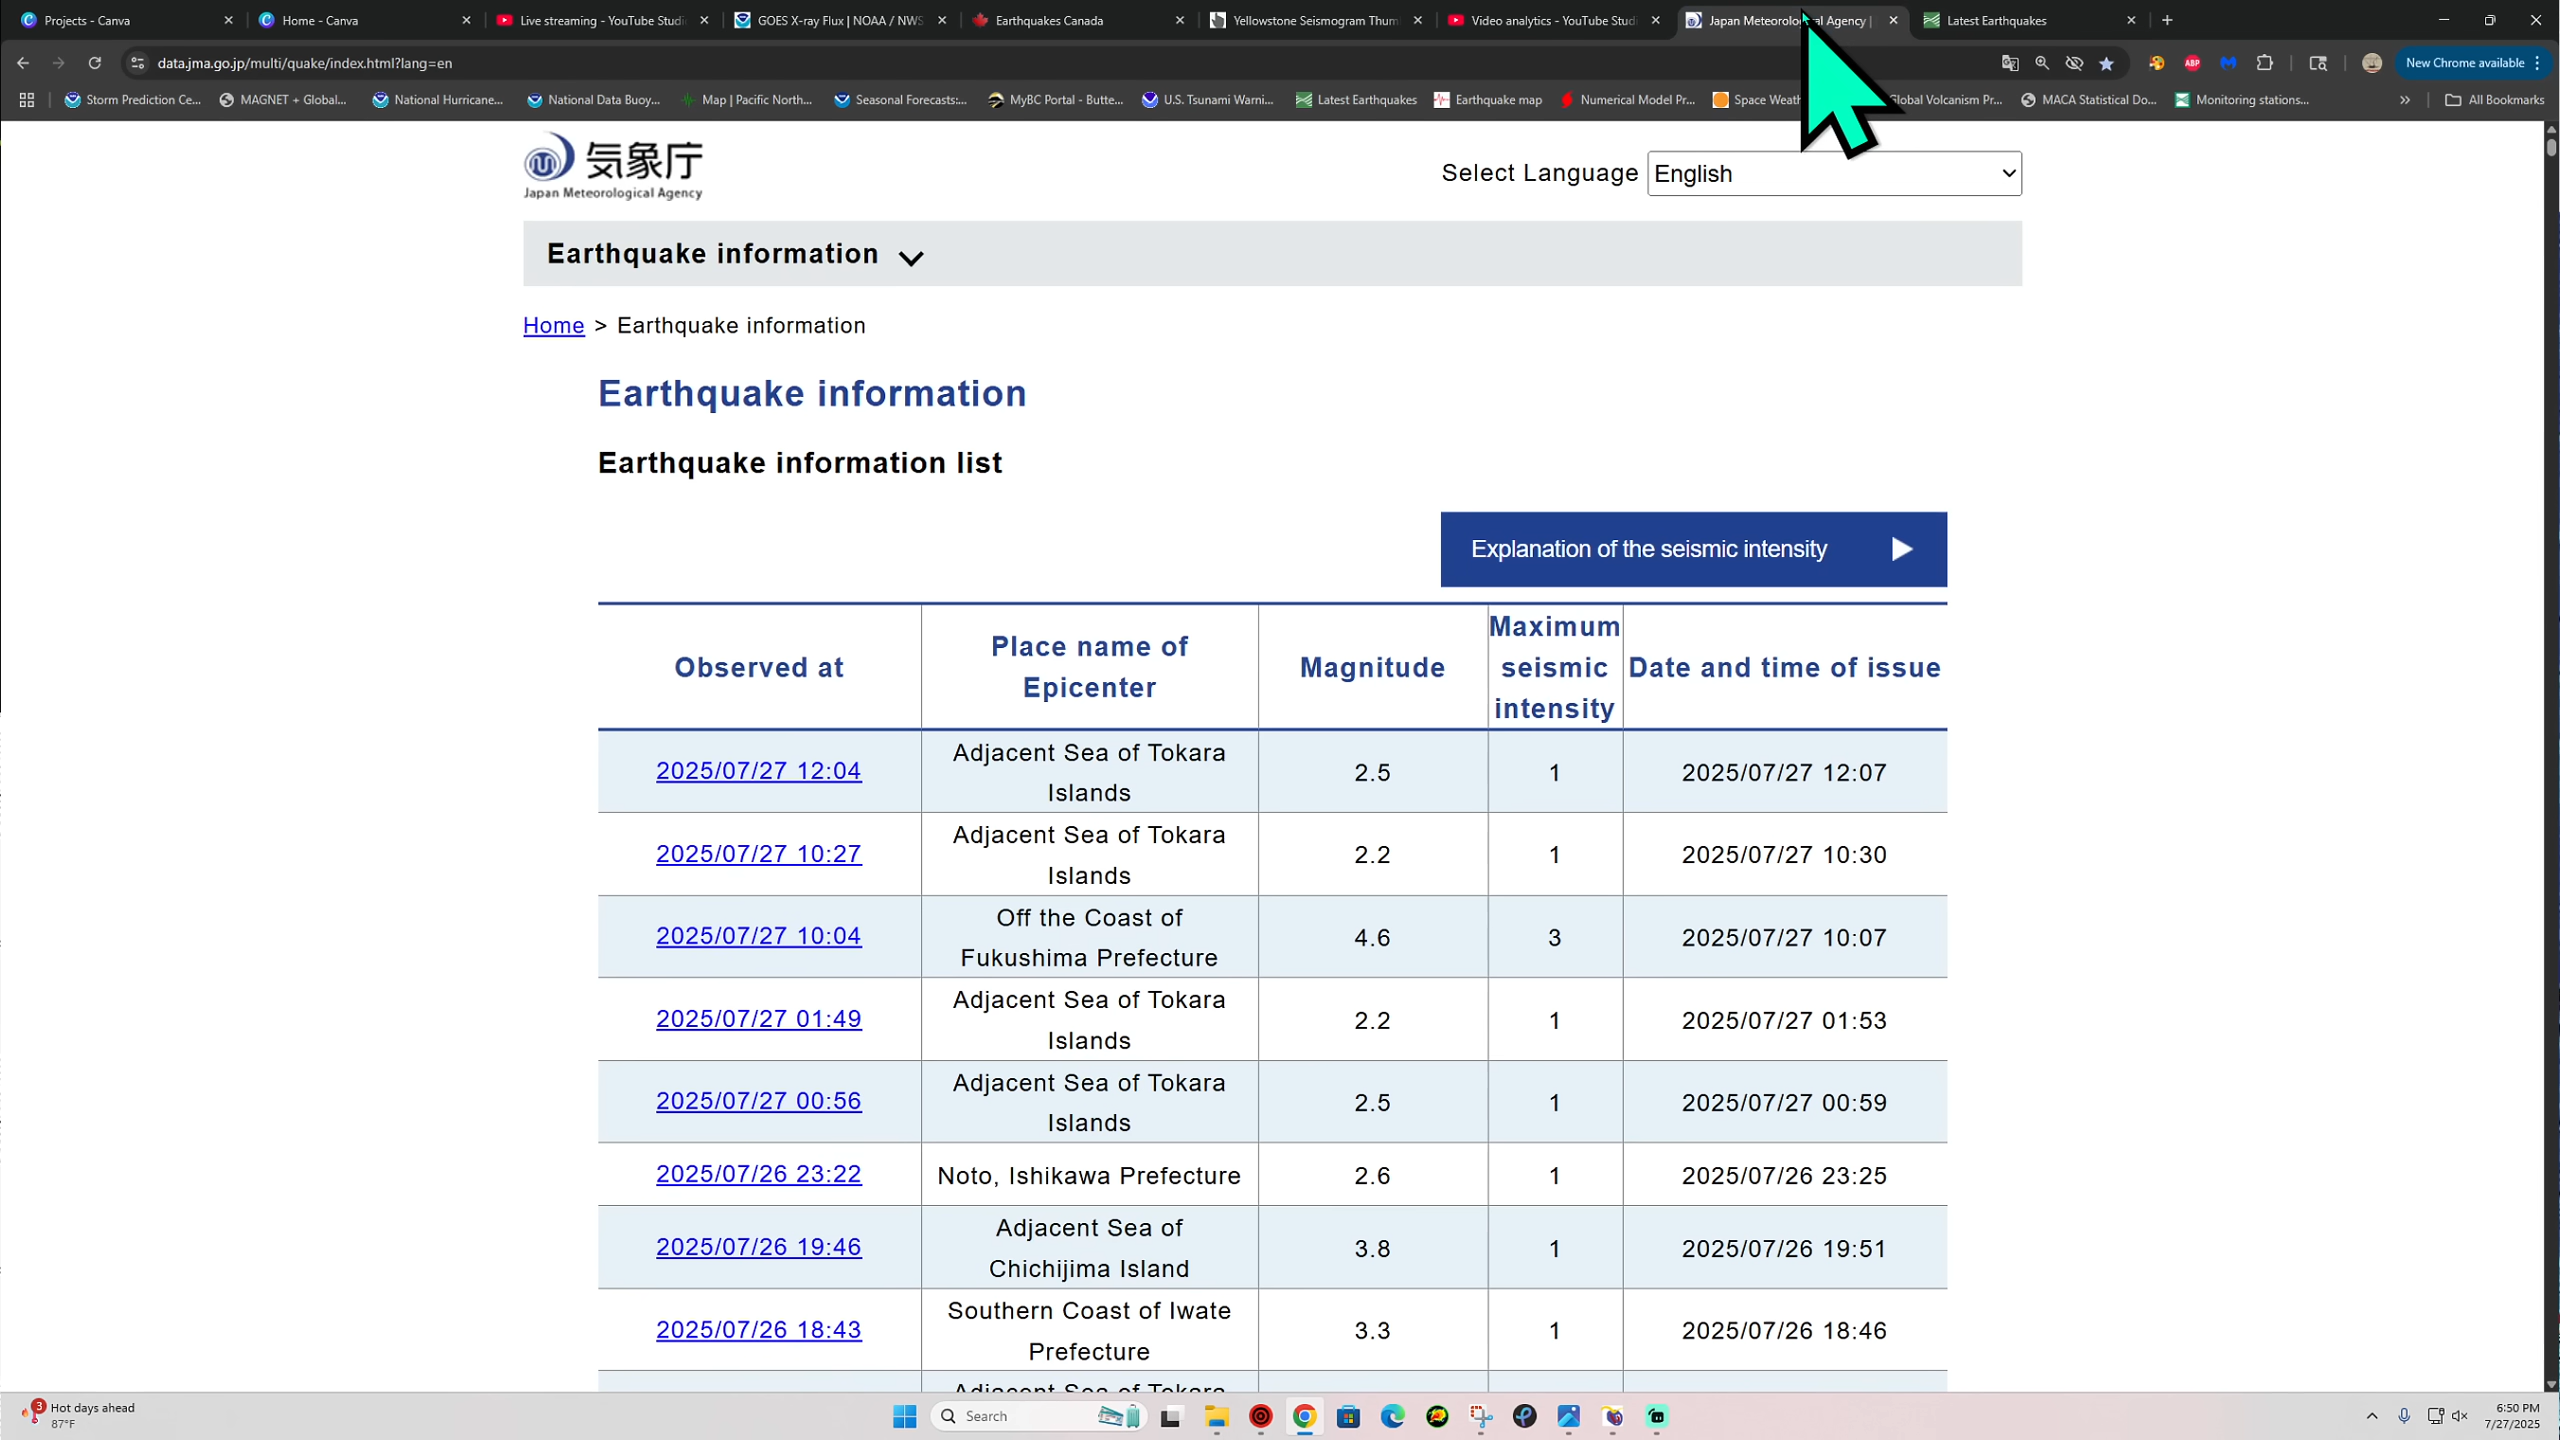 Projects - Canva
Home - Canva
Live streaming - YouTube Studi
GOES X-ray Flux | NOAA / NWS
Earthquakes Canada
Yellowstone Seismogram Thum
Video analytics - YouTube Studi
Japan Meteorological Agency |
Latest Earthquakes
data.jma.go.jp/multi/quake/index.html?lang=en
ABP
New Chrome available
Storm Prediction Ce...
MAGNET + Global...
National Hurricane...
National Data Buoy...
Map | Pacific North...
Seasonal Forecasts:...
MyBC Portal - Butte...
U.S. Tsunami Warni...
Latest Earthquakes
Earthquake map
Numerical Model Pr...
Space Weath
Global Volcanism Pr...
MACA Statistical Do...
Monitoring stations...
All Bookmarks
気象庁
Japan Meteorological Agency
Select Language
English
Earthquake information
Home > Earthquake information
Earthquake information
Earthquake information list
Explanation of the seismic intensity
Observed at
Place name of
Epicenter
Magnitude
Maximum
seismic
intensity
Date and time of issue
2025/07/27 12:04
Adjacent Sea of Tokara
Islands
2.5
1
2025/07/27 12:07
2025/07/27 10:27
Adjacent Sea of Tokara
Islands
2.2
1
2025/07/27 10:30
2025/07/27 10:04
Off the Coast of
Fukushima Prefecture
4.6
3
2025/07/27 10:07
2025/07/27 01:49
Adjacent Sea of Tokara
Islands
2.2
1
2025/07/27 01:53
2025/07/27 00:56
Adjacent Sea of Tokara
Islands
2.5
1
2025/07/27 00:59
2025/07/26 23:22
Noto, Ishikawa Prefecture
2.6
1
2025/07/26 23:25
2025/07/26 19:46
Adjacent Sea of
Chichijima Island
3.8
1
2025/07/26 19:51
2025/07/26 18:43
Southern Coast of Iwate
Prefecture
3.3
1
2025/07/26 18:46
Adjacent Sea of Tokara
3
Hot days ahead
87°F
Search
6:50 PM
7/27/2025